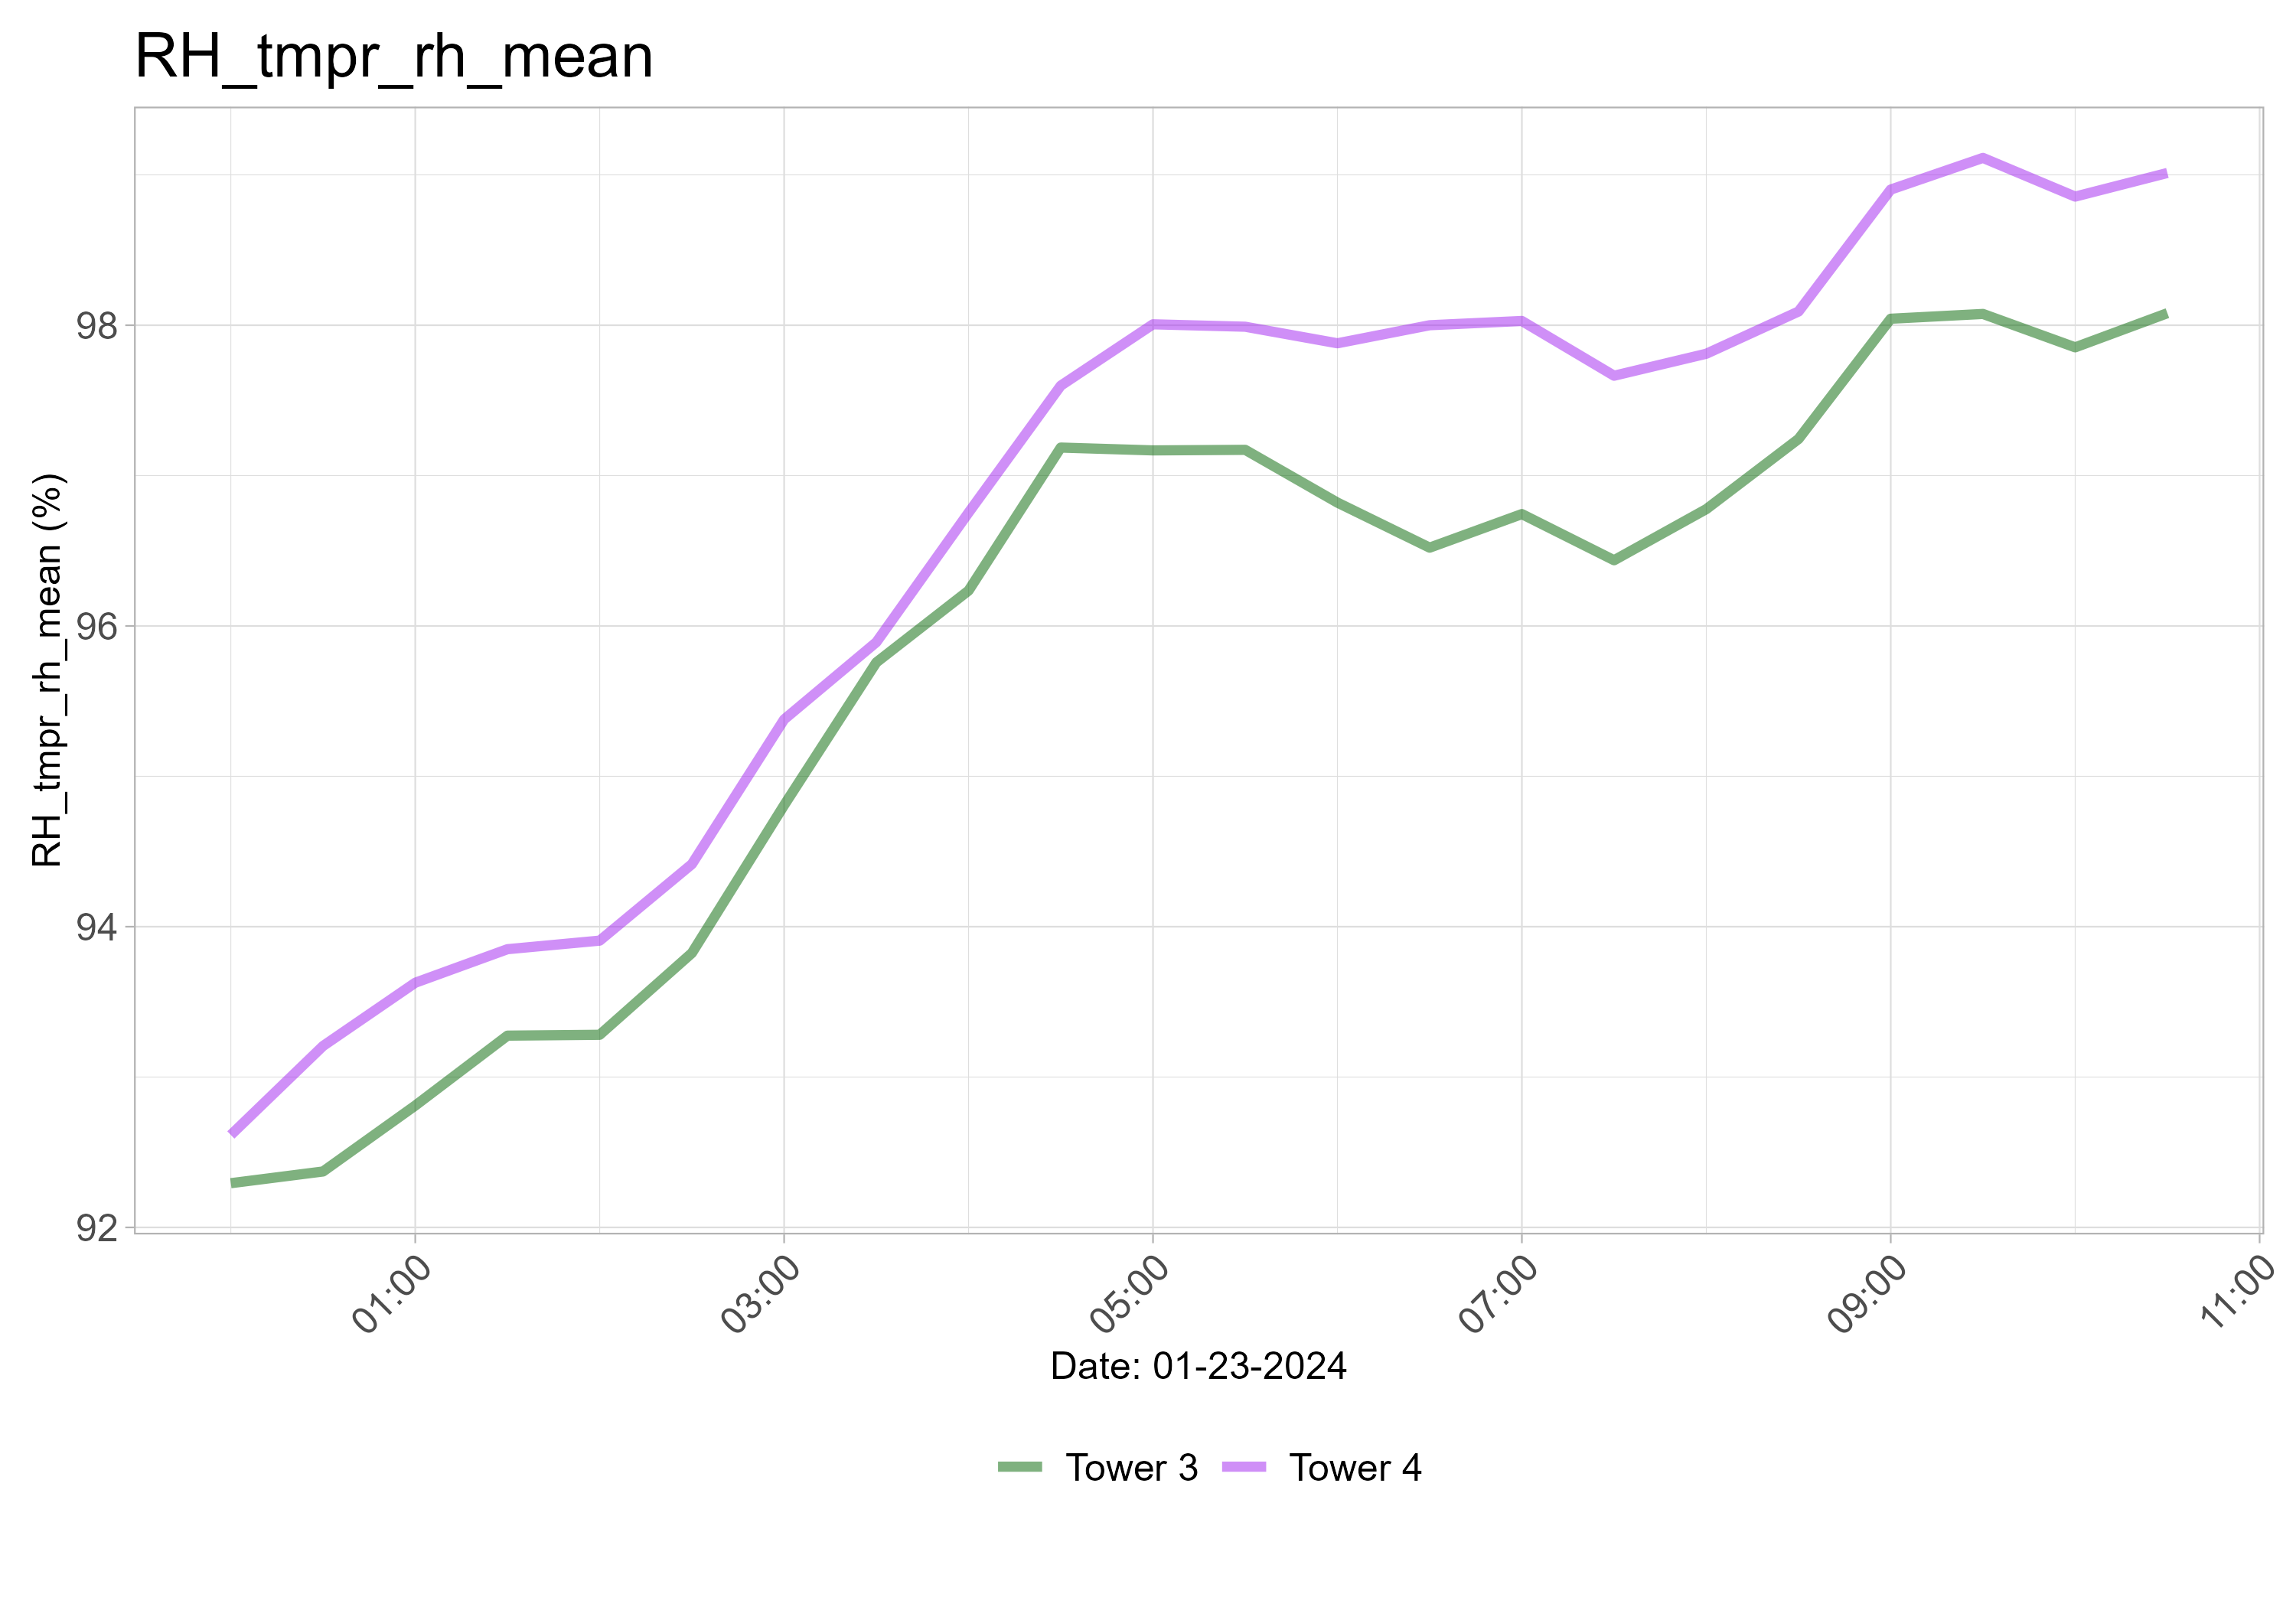 RH_tmpr_rh_mean
RH_tmpr_rh_mean (%)
98
96
94
92
01:00 03:00 05:00 07:00 09:00 11:00
Date: 01-23-2024
Tower 3 Tower 4